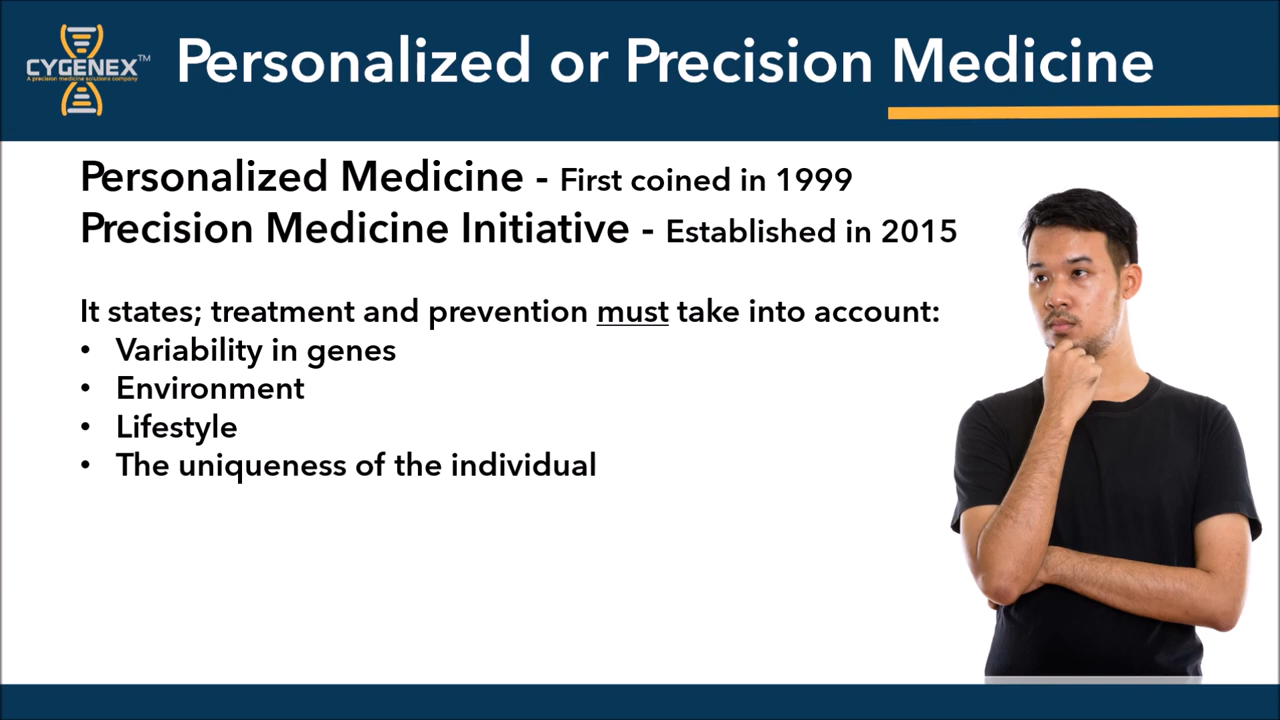 CYGENEX™
A precision medicine solutions company
Personalized or Precision Medicine
Personalized Medicine - First coined in 1999
Precision Medicine Initiative - Established in 2015
It states; treatment and prevention must take into account:
• Variability in genes
• Environment
• Lifestyle
• The uniqueness of the individual